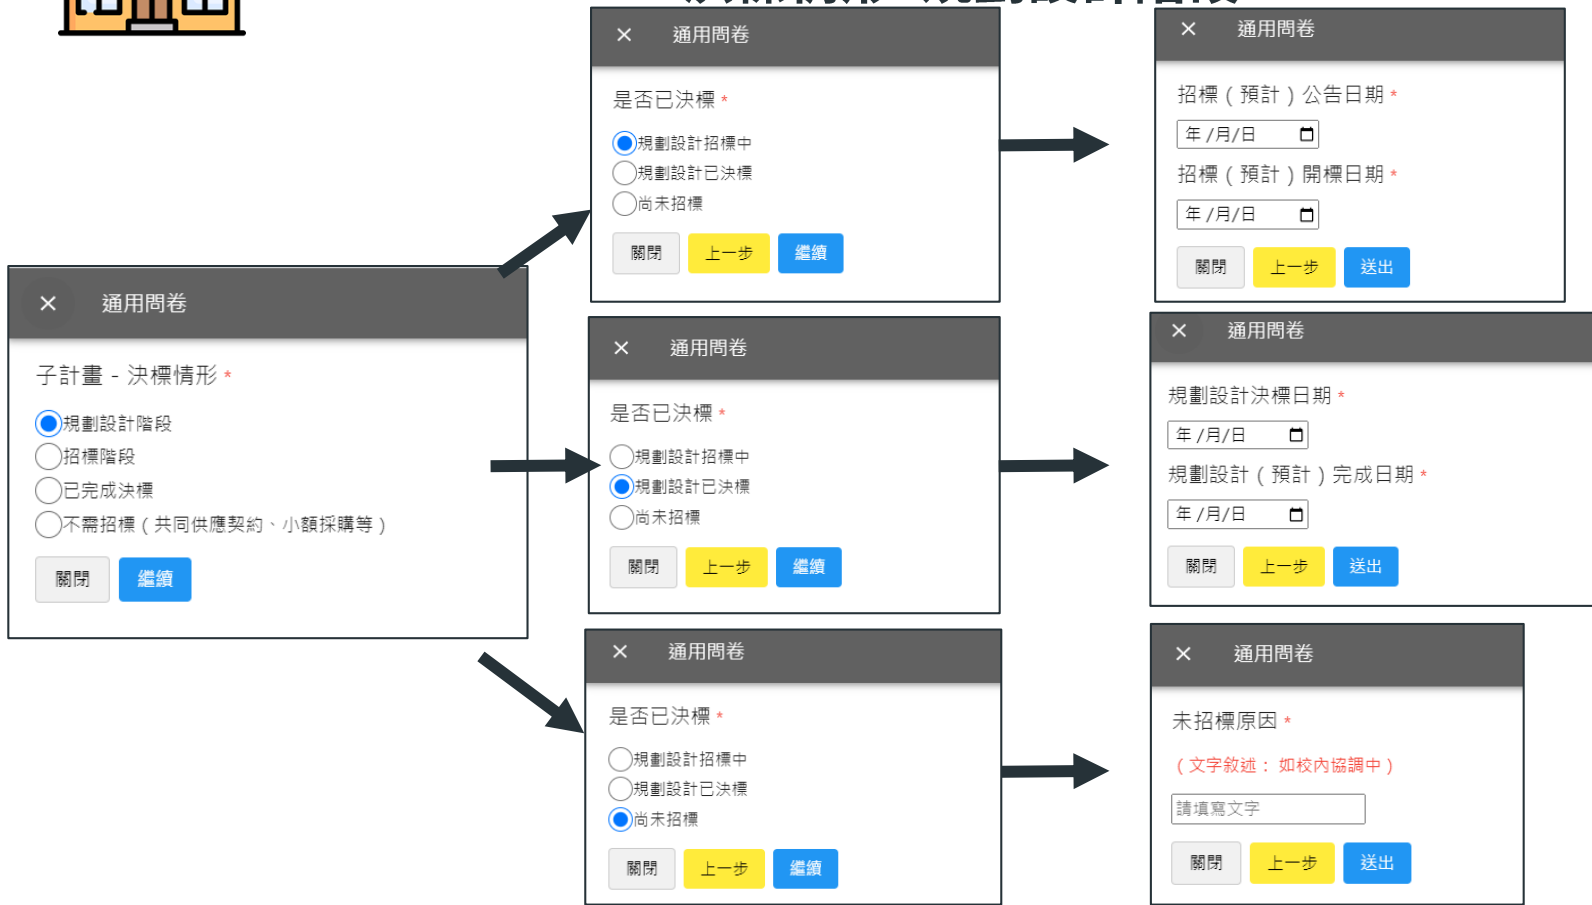 通用問卷
子計畫 - 決標情形 *
規劃設計階段
招標階段
已完成決標
不需招標（共同供應契約、小額採購等）
關閉
繼續
通用問卷
是否已決標 *
規劃設計招標中
規劃設計已決標
尚未招標
關閉
上一步
繼續
通用問卷
招標（預計）公告日期 *
年 /月/日
招標（預計）開標日期 *
年 /月/日
關閉
上一步
送出
通用問卷
是否已決標 *
規劃設計招標中
規劃設計已決標
尚未招標
關閉
上一步
繼續
通用問卷
規劃設計決標日期 *
年 /月/日
規劃設計（預計）完成日期 *
年 /月/日
關閉
上一步
送出
通用問卷
是否已決標 *
規劃設計招標中
規劃設計已決標
尚未招標
關閉
上一步
繼續
通用問卷
未招標原因 *
（文字敘述： 如校內協調中）
請填寫文字
關閉
上一步
送出